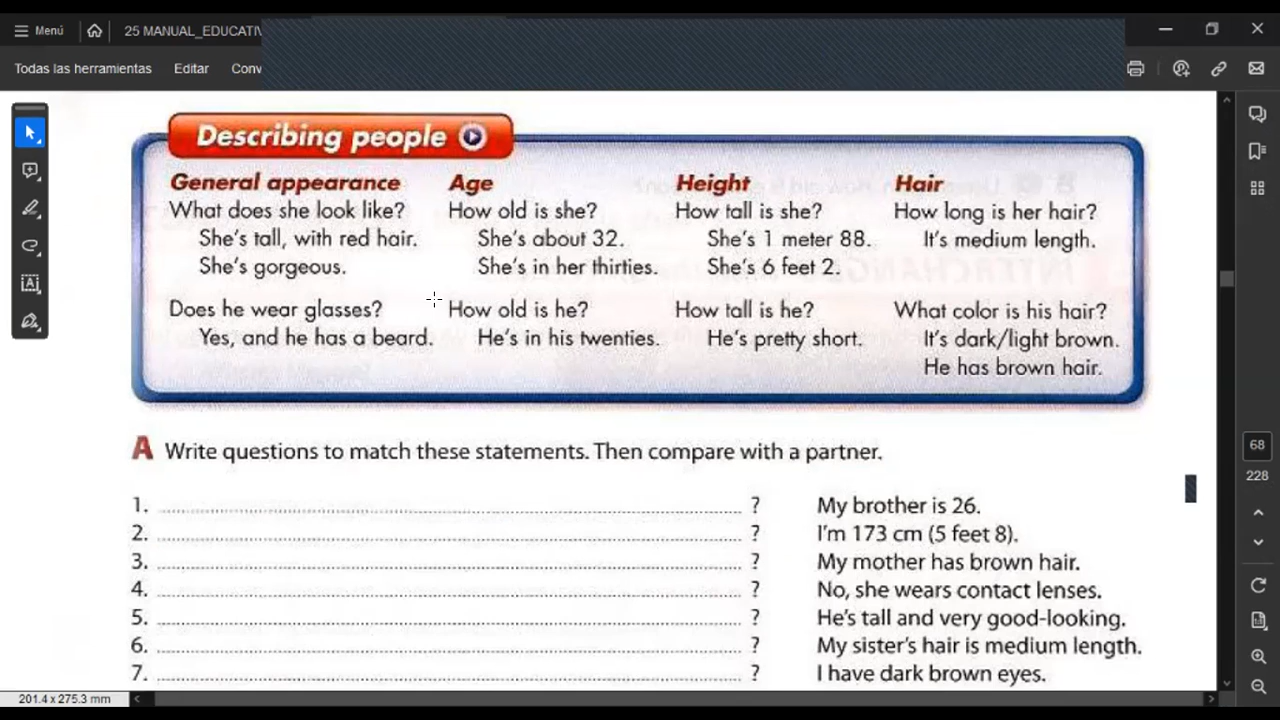 Menú
25 MANUAL_EDUCATIV
Todas las herramientas Editar Conv
Describing people
General appearance
What does she look like?
She's tall, with red hair.
She's gorgeous.
Does he wear glasses?
Yes, and he has a beard.
Age
How old is she?
She's about 32.
She's in her thirties.
How old is he?
He's in his twenties.
Height
How tall is she?
She's 1 meter 88.
She's 6 feet 2.
How tall is he?
He's pretty short.
Hair
How long is her hair?
It's medium length.
What color is his hair?
It's dark/light brown.
He has brown hair.
A Write questions to match these statements. Then compare with a partner.
1. ? My brother is 26.
2. ? I'm 173 cm (5 feet 8).
3. ? My mother has brown hair.
4. ? No, she wears contact lenses.
5. ? He's tall and very good-looking.
6. ? My sister's hair is medium length.
7. ? I have dark brown eyes.
68
228
201.4 x 275.3 mm